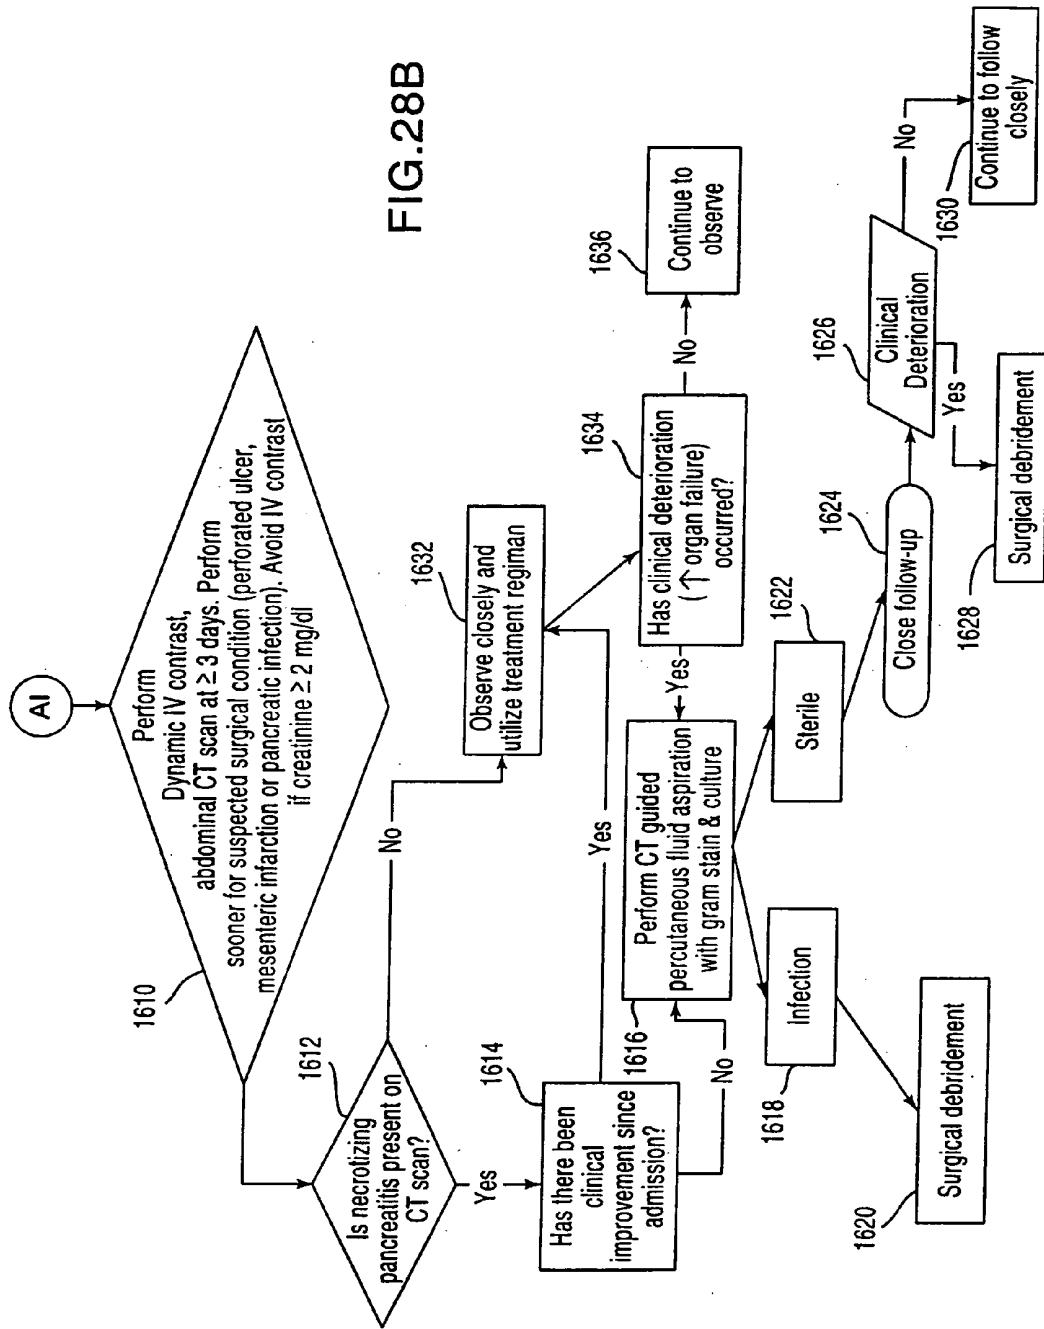 FIG.28B
AI
Perform
Dynamic IV contrast,
abdominal CT scan at ≥ 3 days. Perform
sooner for suspected surgical condition (perforated ulcer,
mesenteric infarction or pancreatic infection). Avoid IV contrast
if creatinine ≥ 2 mg/dl
1610
1612
Is necrotizing
pancreatitis present on
CT scan?
No
Yes
1632
Observe closely and
utilize treatment regiman
1614
Has there been
clinical
improvement since
admission?
Yes
No
1634
Has clinical deterioration
(↑ organ failure)
occurred?
No
Yes
1636
Continue to
observe
1616
Perform CT guided
percutaneous fluid aspiration
with gram stain & culture
1618
Infection
1622
Sterile
1620
Surgical debridement
1624
Close follow-up
1626
Clinical
Deterioration
No
Yes
1628
Surgical debridement
1630
Continue to follow
closely